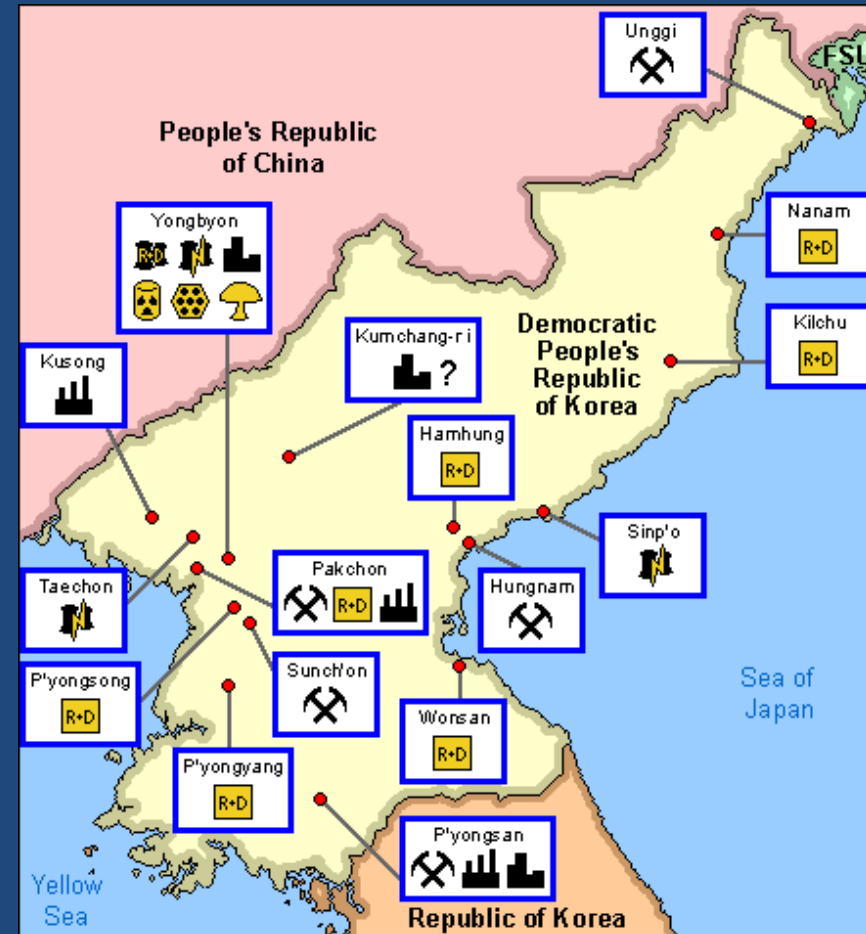 Unggi
FSU
People's Republic
of China
Yongbyon
R+D
Nanam
R+D
Kumchang-ri
?
Democratic
People's
Republic
of Korea
Kilchu
R+D
Kusong
Hamhung
R+D
Sinp'o
Taechon
Pakchon
R+D
Hungnam
P'yongsong
R+D
Sunch'on
Wonsan
R+D
Sea of
Japan
P'yongyang
R+D
P'yongsan
Yellow
Sea
Republic of Korea